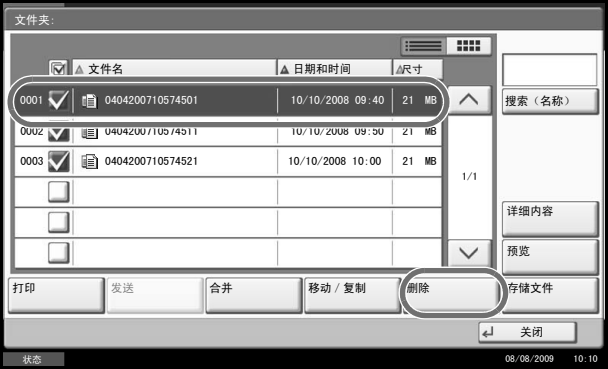 文件夹:
文件名 日期和时间 尺寸
0001 0404200710574501 10/10/2008 09:40 21 MB
搜索（名称）
0002 0404200710574511 10/10/2008 09:50 21 MB
0003 0404200710574521 10/10/2008 10:00 21 MB
1/1
详细内容
预览
打印 发送 合并 移动 / 复制 删除 存储文件
关闭
状态 08/08/2009 10:10